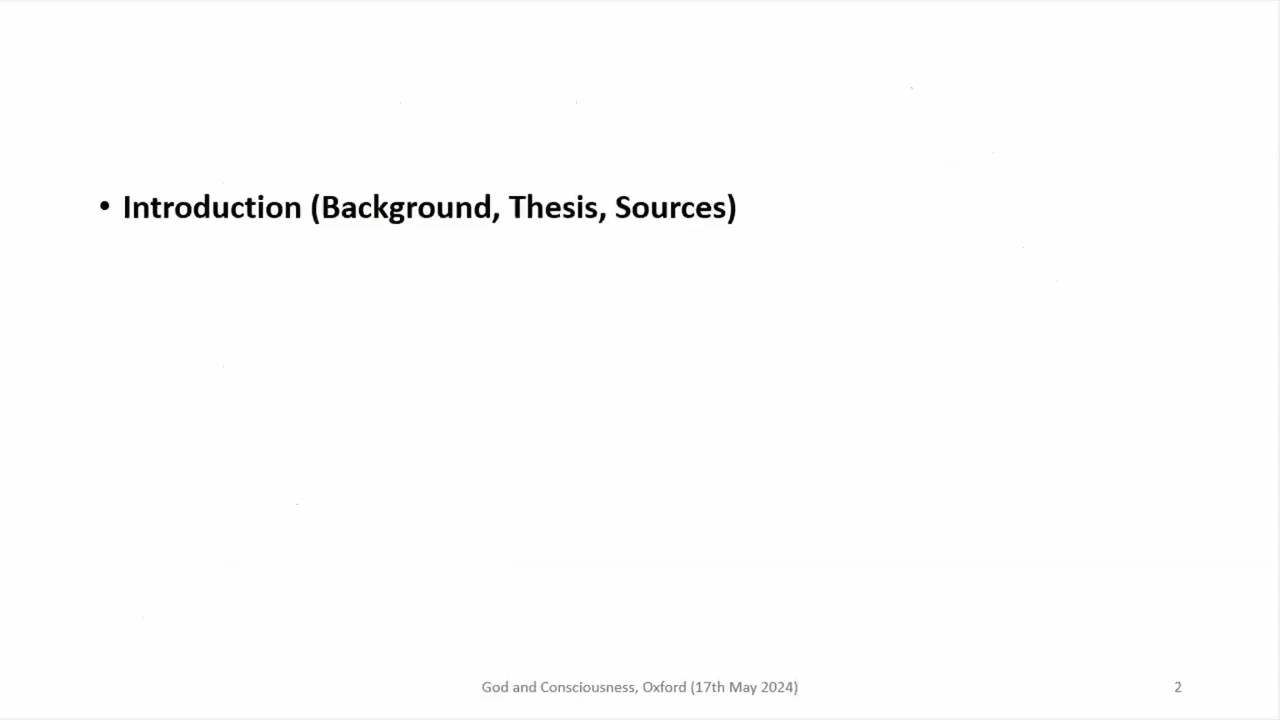 • Introduction (Background, Thesis, Sources)
God and Consciousness, Oxford (17th May 2024)
2